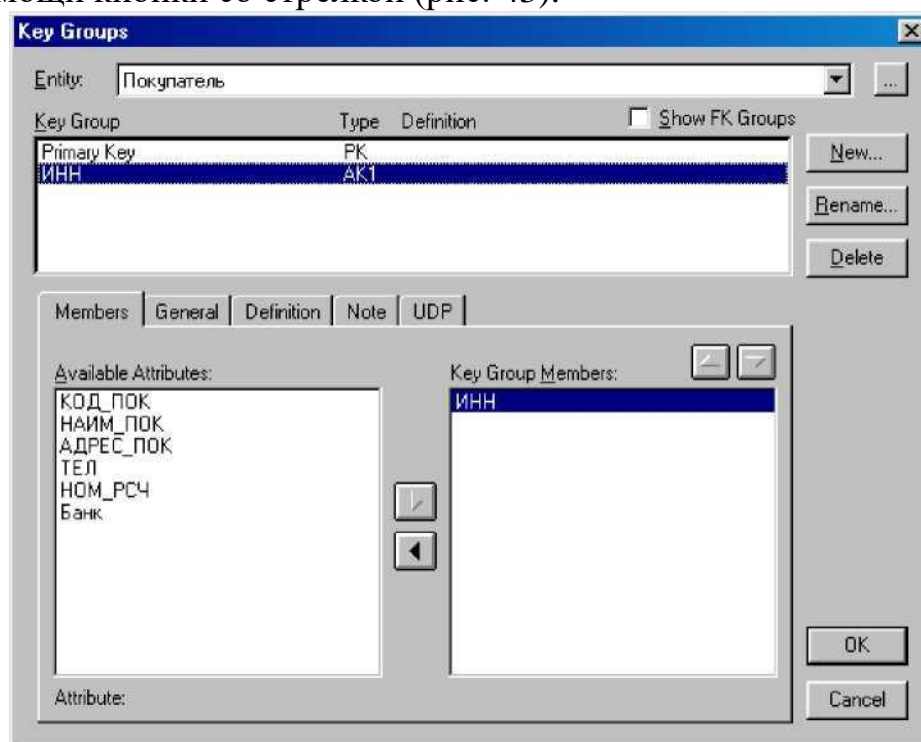 мощи кнопки со стрелкой (рис. 43).
Key Groups
Entity: Покупатель ...
Key Group Type Definition Show FK Groups
Primary Key PK
ИНН AK1
New...
Rename...
Delete
Members General Definition Note UDP
Available Attributes: Key Group Members:
КОД_ПОК
НАИМ_ПОК
АДРЕС_ПОК
ТЕЛ
НОМ_РСЧ
Банк
ИНН
Attribute:
OK
Cancel